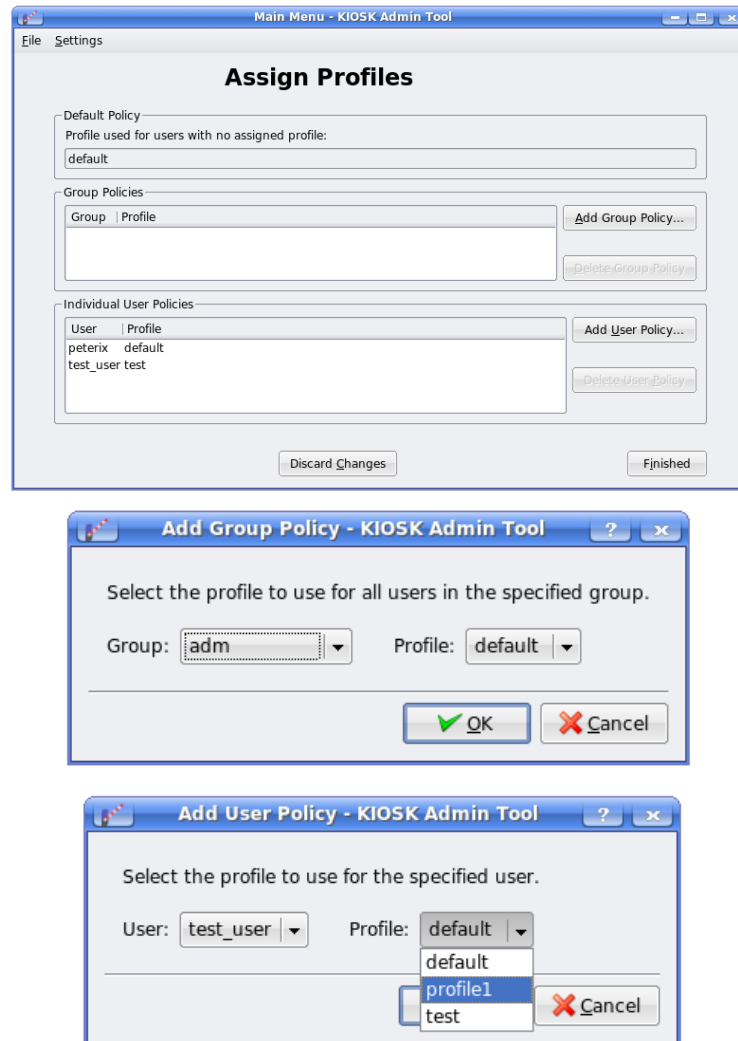 Main Menu - KIOSK Admin Tool
File Settings
Assign Profiles
Default Policy
Profile used for users with no assigned profile:
default
Group Policies
Group Profile
Add Group Policy...
Delete Group Policy
Individual User Policies
User Profile
Add User Policy...
peterix default
test_user test
Delete User Policy
Discard Changes Finished
Add Group Policy - KIOSK Admin Tool ?
Select the profile to use for all users in the specified group.
Group: adm Profile: default
OK Cancel
Add User Policy - KIOSK Admin Tool ?
Select the profile to use for the specified user.
User: test_user Profile: default
default
profile1
Cancel
test